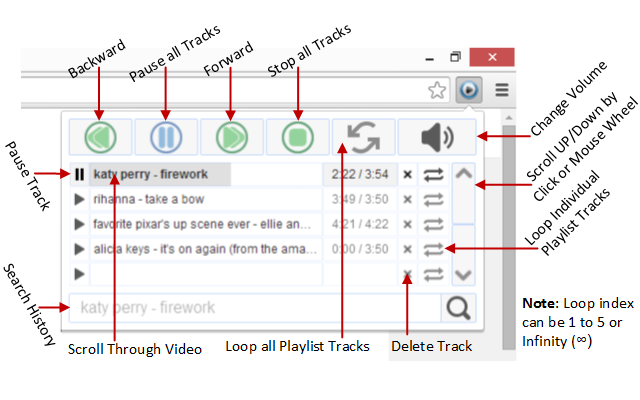 Backward
Pause all Tracks
Forward
Stop all Tracks
Change Volume
Scroll UP/Down by
Click or Mouse Wheel
Pause Track
katy perry - firework 2:22 / 3:54
rihanna - take a bow 3:49 / 3:50
favorite pixar's up scene ever - ellie an... 4:21 / 4:22
alicia keys - it's on again (from the ama... 0:00 / 3:50
Loop Individual
Playlist Tracks
Search History
katy perry - firework
Scroll Through Video
Loop all Playlist Tracks
Delete Track
Note: Loop index
can be 1 to 5 or
Infinity (∞)